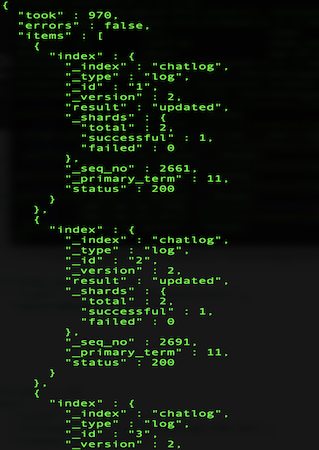 {
"took" : 970,
"errors" : false,
"items" : [
{
"index" : {
"_index" : "chatlog",
"_type" : "log",
"_id" : "1",
"_version" : 2,
"result" : "updated",
"_shards" : {
"total" : 2,
"successful" : 1,
"failed" : 0
},
"_seq_no" : 2661,
"_primary_term" : 11,
"status" : 200
}
},
{
"index" : {
"_index" : "chatlog",
"_type" : "log",
"_id" : "2",
"_version" : 2,
"result" : "updated",
"_shards" : {
"total" : 2,
"successful" : 1,
"failed" : 0
},
"_seq_no" : 2691,
"_primary_term" : 11,
"status" : 200
}
},
{
"index" : {
"_index" : "chatlog",
"_type" : "log",
"_id" : "3",
"_version" : 2,